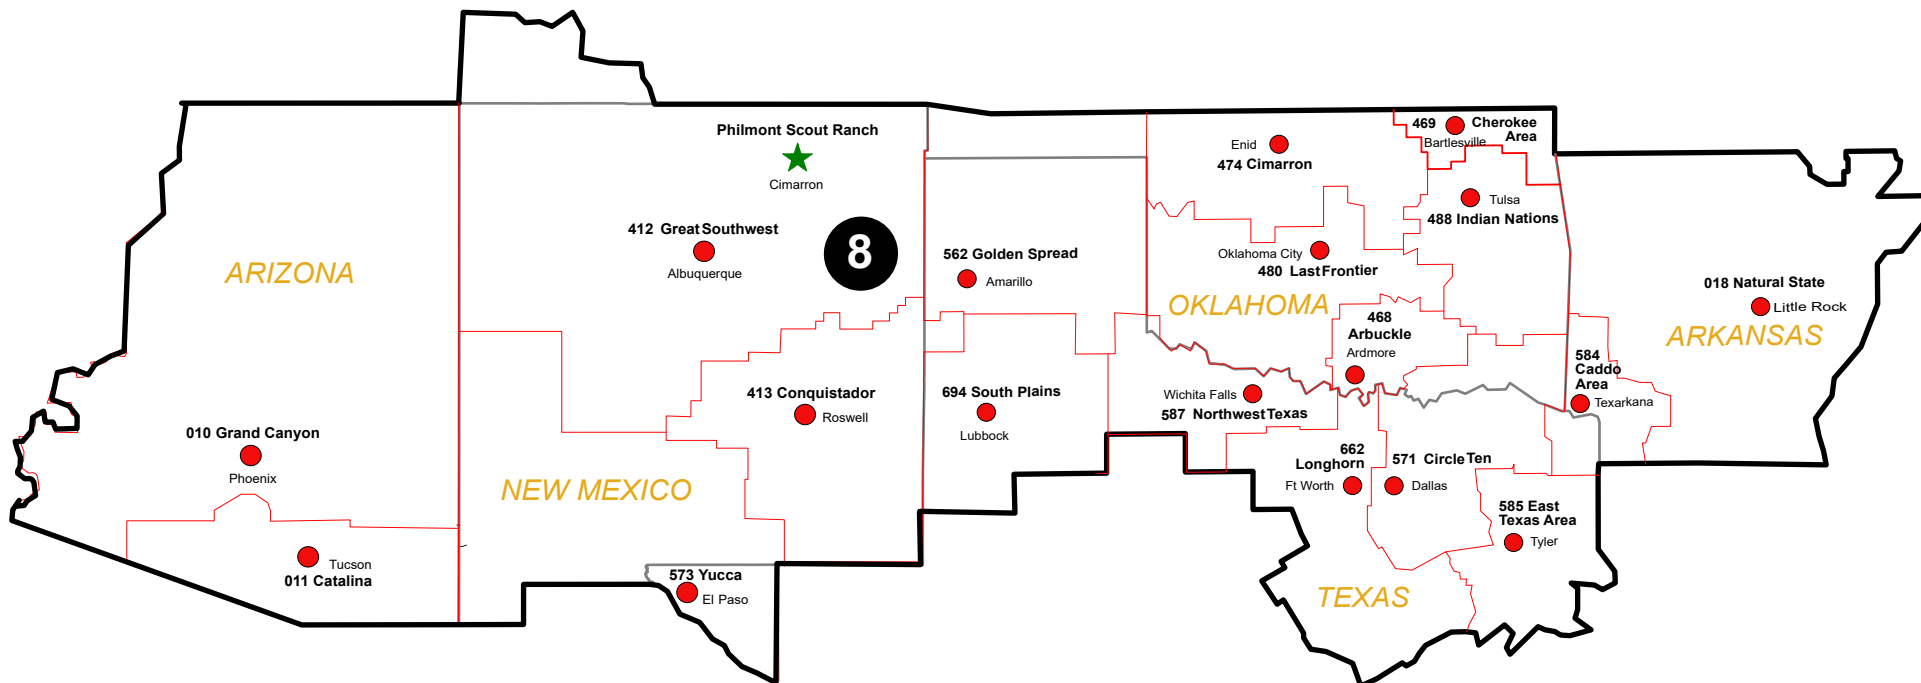 Philmont Scout Ranch
Cimarron
412 Great Southwest
Albuquerque
8
ARIZONA
010 Grand Canyon
Phoenix
Tucson
011 Catalina
NEW MEXICO
413 Conquistador
Roswell
573 Yucca
El Paso
562 Golden Spread
Amarillo
694 South Plains
Lubbock
Enid
474 Cimarron
469 Cherokee
Area
Bartlesville
Tulsa
488 Indian Nations
Oklahoma City
480 Last Frontier
OKLAHOMA
468
Arbuckle
Ardmore
Wichita Falls
587 Northwest Texas
662
Longhorn
Ft Worth
571 Circle Ten
Dallas
585 East
Texas Area
Tyler
TEXAS
584
Caddo
Area
Texarkana
018 Natural State
Little Rock
ARKANSAS